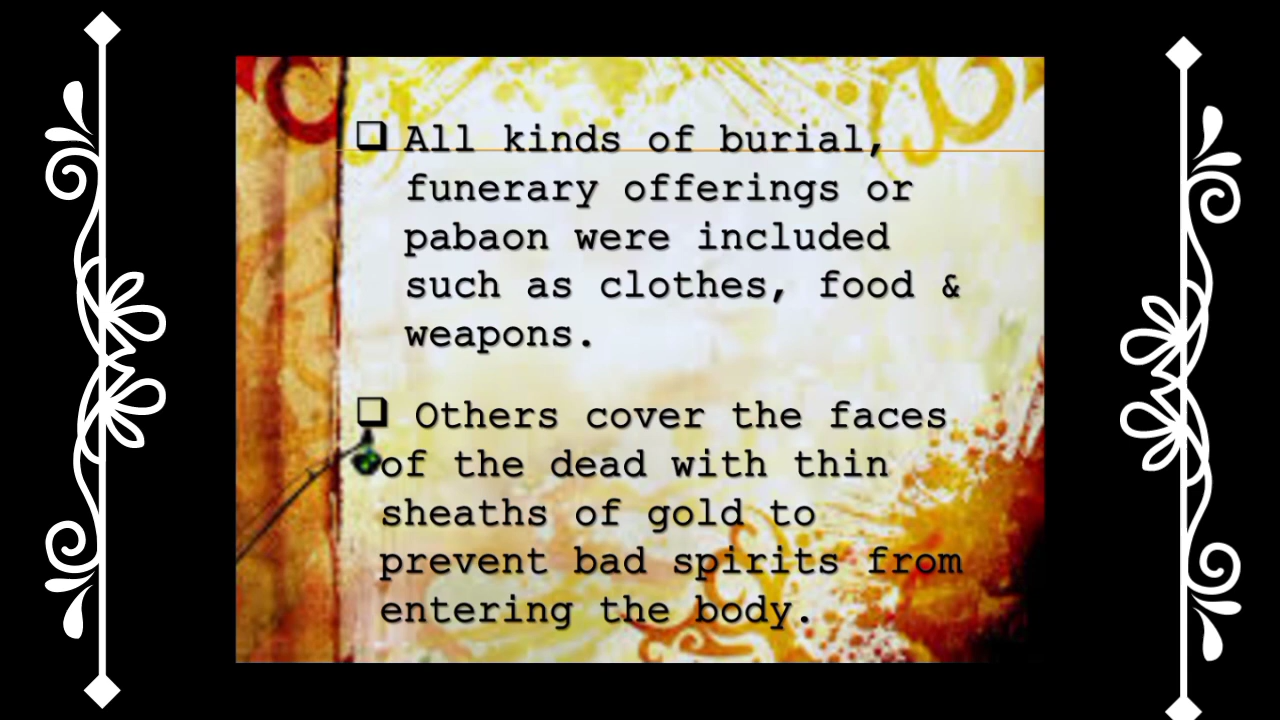 ❑ All kinds of burial,
funerary offerings or
pabaon were included
such as clothes, food &
weapons.
❑ Others cover the faces
of the dead with thin
sheaths of gold to
prevent bad spirits from
entering the body.